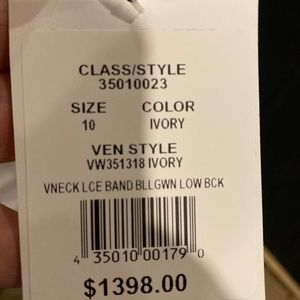 CLASS/STYLE
35010023
SIZE COLOR
10 IVORY
VEN STYLE
VW351318 IVORY
VNECK LCE BAND BLLGWN LOW BCK
4 35010 00179 0
$1398.00